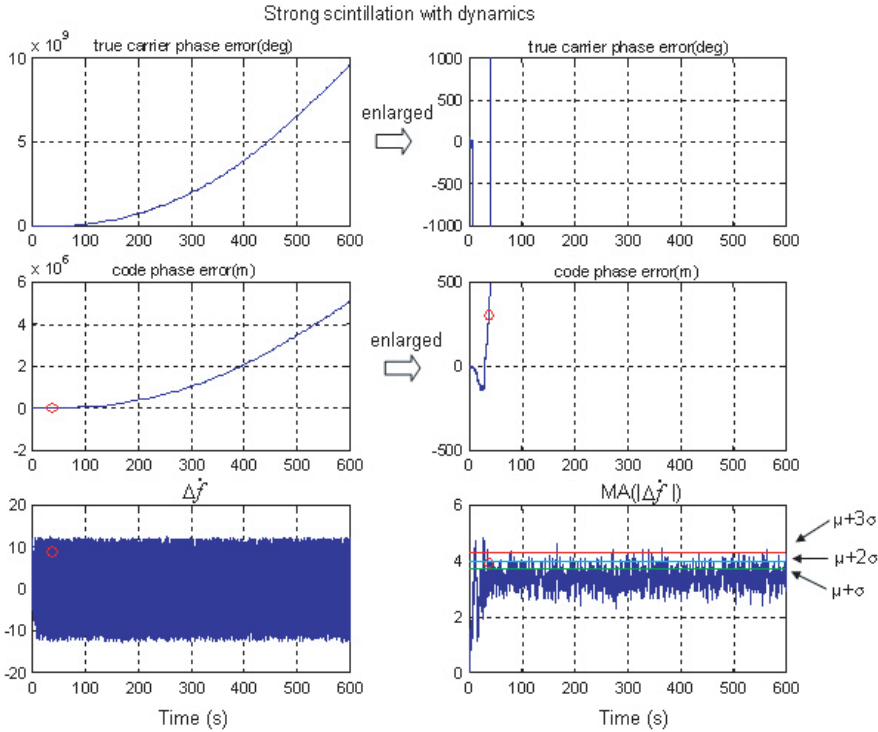 Strong scintillation with dynamics
x 10^9
true carrier phase error(deg)
10
5
0
0 100 200 300 400 500 600
enlarged
true carrier phase error(deg)
1000
500
0
-500
-1000
0 100 200 300 400 500 600
x 10^6
code phase error(m)
6
4
2
0
-2
0 100 200 300 400 500 600
enlarged
code phase error(m)
500
0
-500
0 100 200 300 400 500 600
Δḟ
20
10
0
-10
-20
0 100 200 300 400 500 600
Time (s)
MA(|Δḟ|)
6
4
2
0
0 100 200 300 400 500 600
Time (s)
μ+3σ
μ+2σ
μ+σ